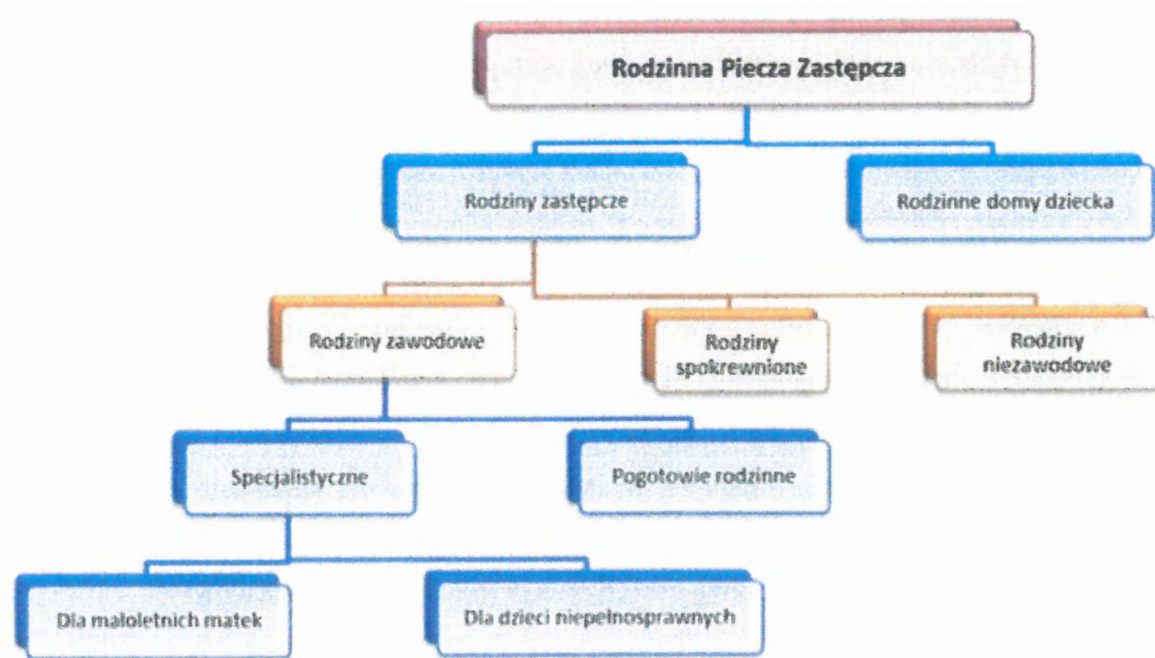 Rodzinna Piecza Zastępcza
Rodziny zastępcze
Rodzinne domy dziecka
Rodziny zawodowe
Rodziny
spokrewnione
Rodziny
niezawodowe
Specjalistyczne
Pogotowie rodzinne
Dla małoletnich matek
Dla dzieci niepełnosprawnych